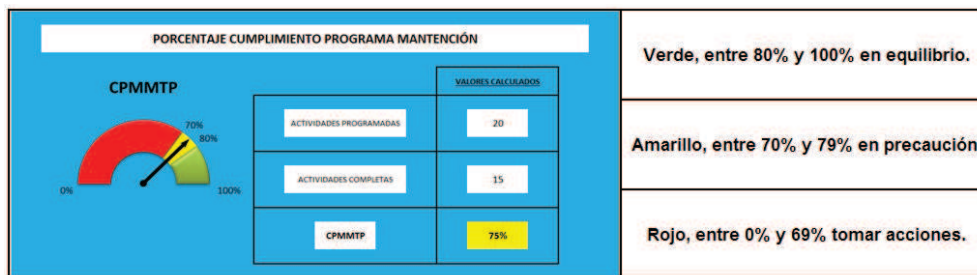 PORCENTAJE CUMPLIMIENTO PROGRAMA MANTENCIÓN
CPMMTP
70%
80%
0%
100%
VALORES CALCULADOS
ACTIVIDADES PROGRAMADAS
20
ACTIVIDADES COMPLETAS
15
CPMMTP
75%
Verde, entre 80% y 100% en equilibrio.
Amarillo, entre 70% y 79% en precaución
Rojo, entre 0% y 69% tomar acciones.